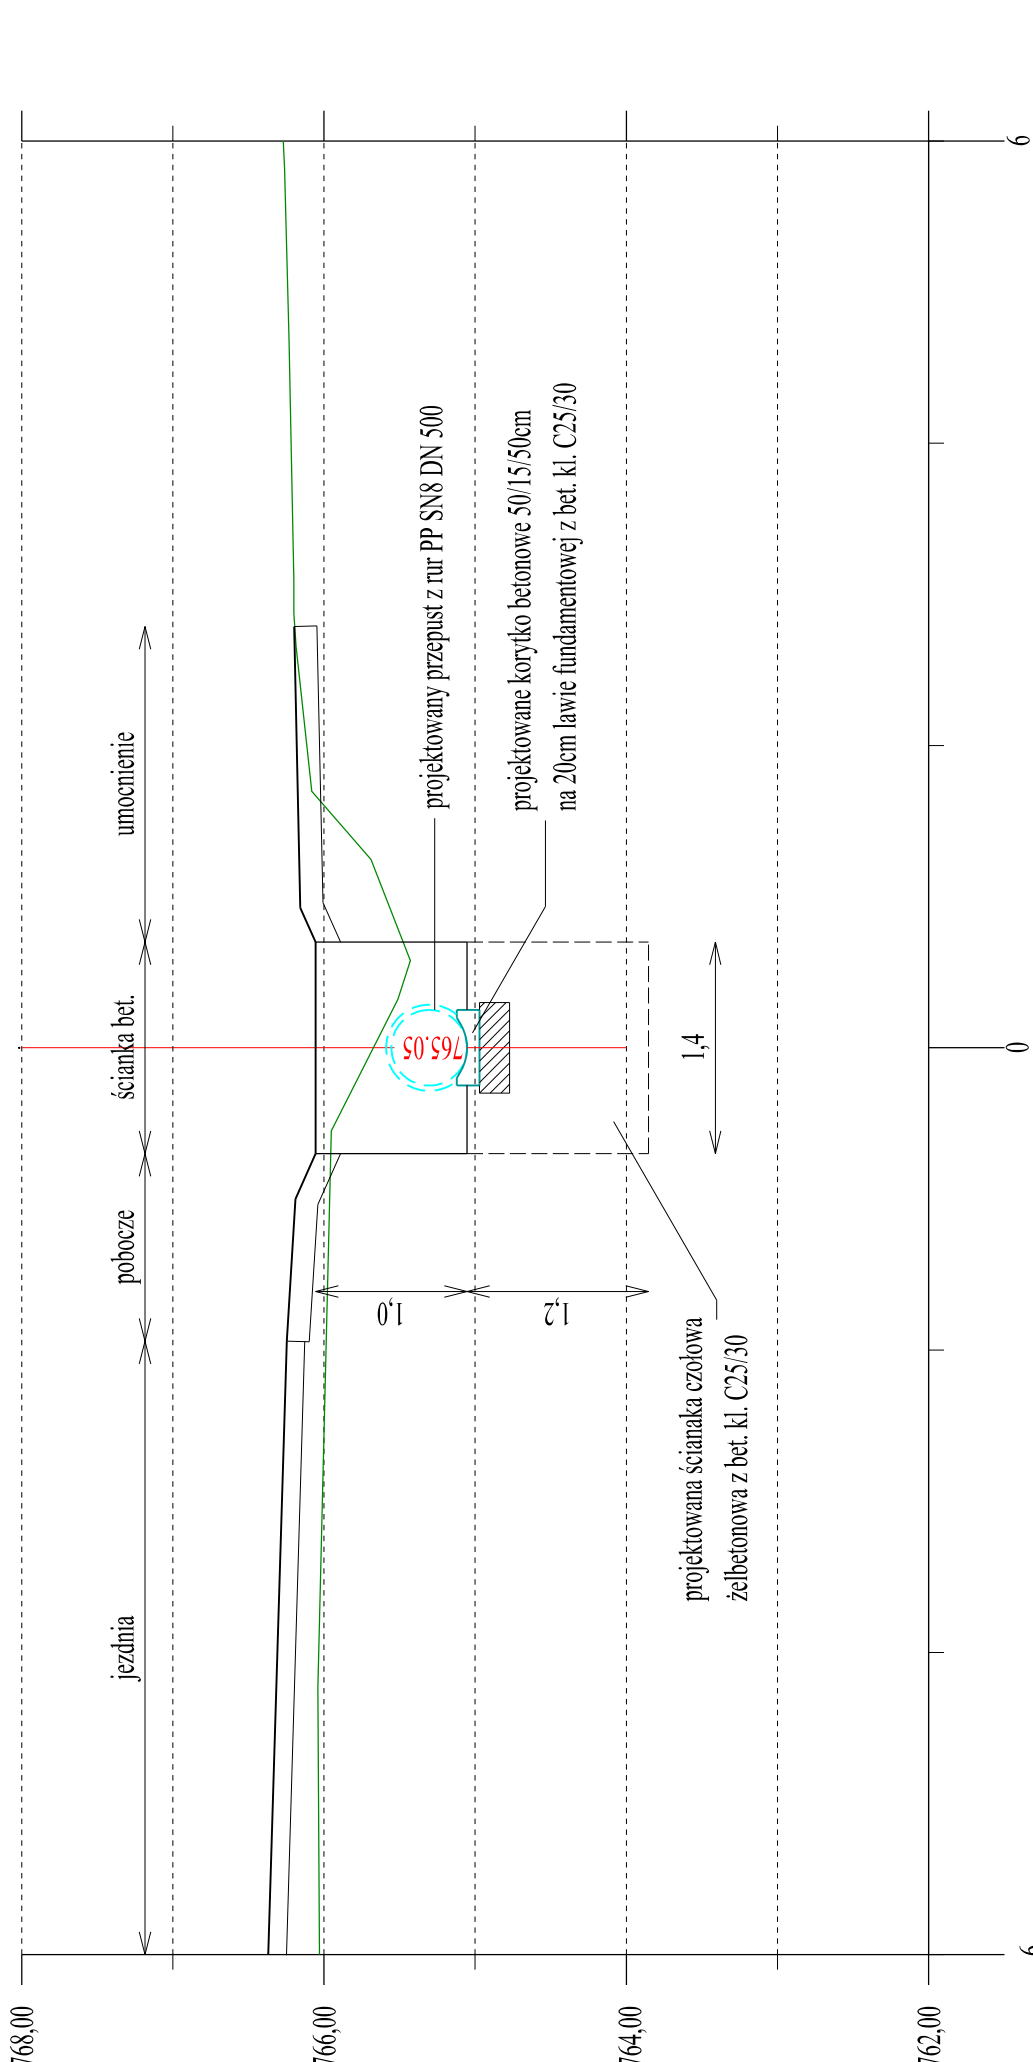 jezdnia
pobocze
ścianka bet.
umocnienie
768,00
766,00
764,00
762,00
1,0
1,2
765.05
projektowany przepust z rur PP SN8 DN 500
projektowane korytko betonowe 50/15/50cm
na 20cm lawie fundamentowej z bet. kl. C25/30
1,4
projektowana ścianaka czołowa
żelbetonowa z bet. kl. C25/30
6
0
6